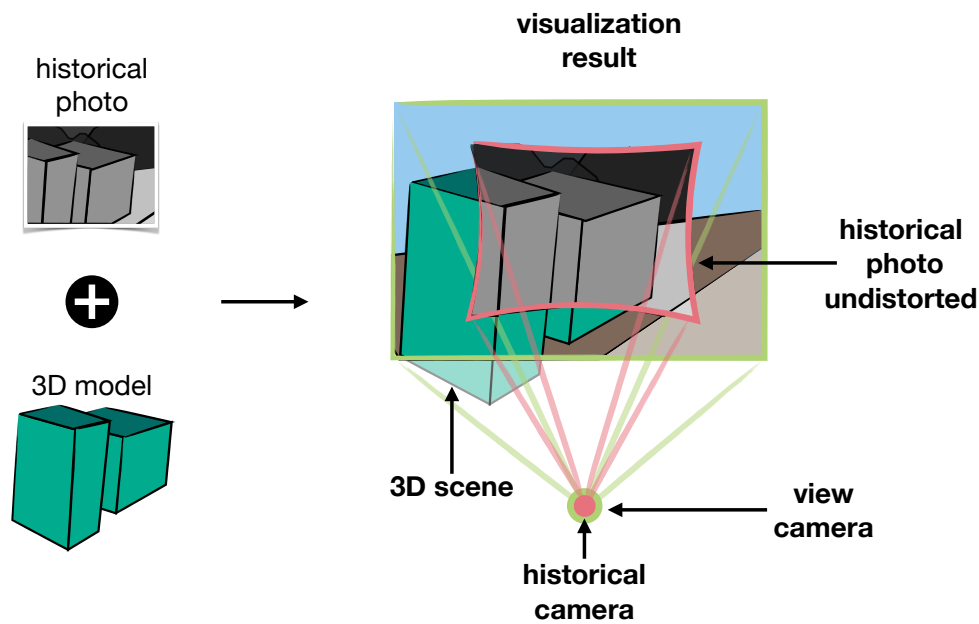 visualization
result
historical
photo
3D model
historical
photo
undistorted
3D scene
view
camera
historical
camera